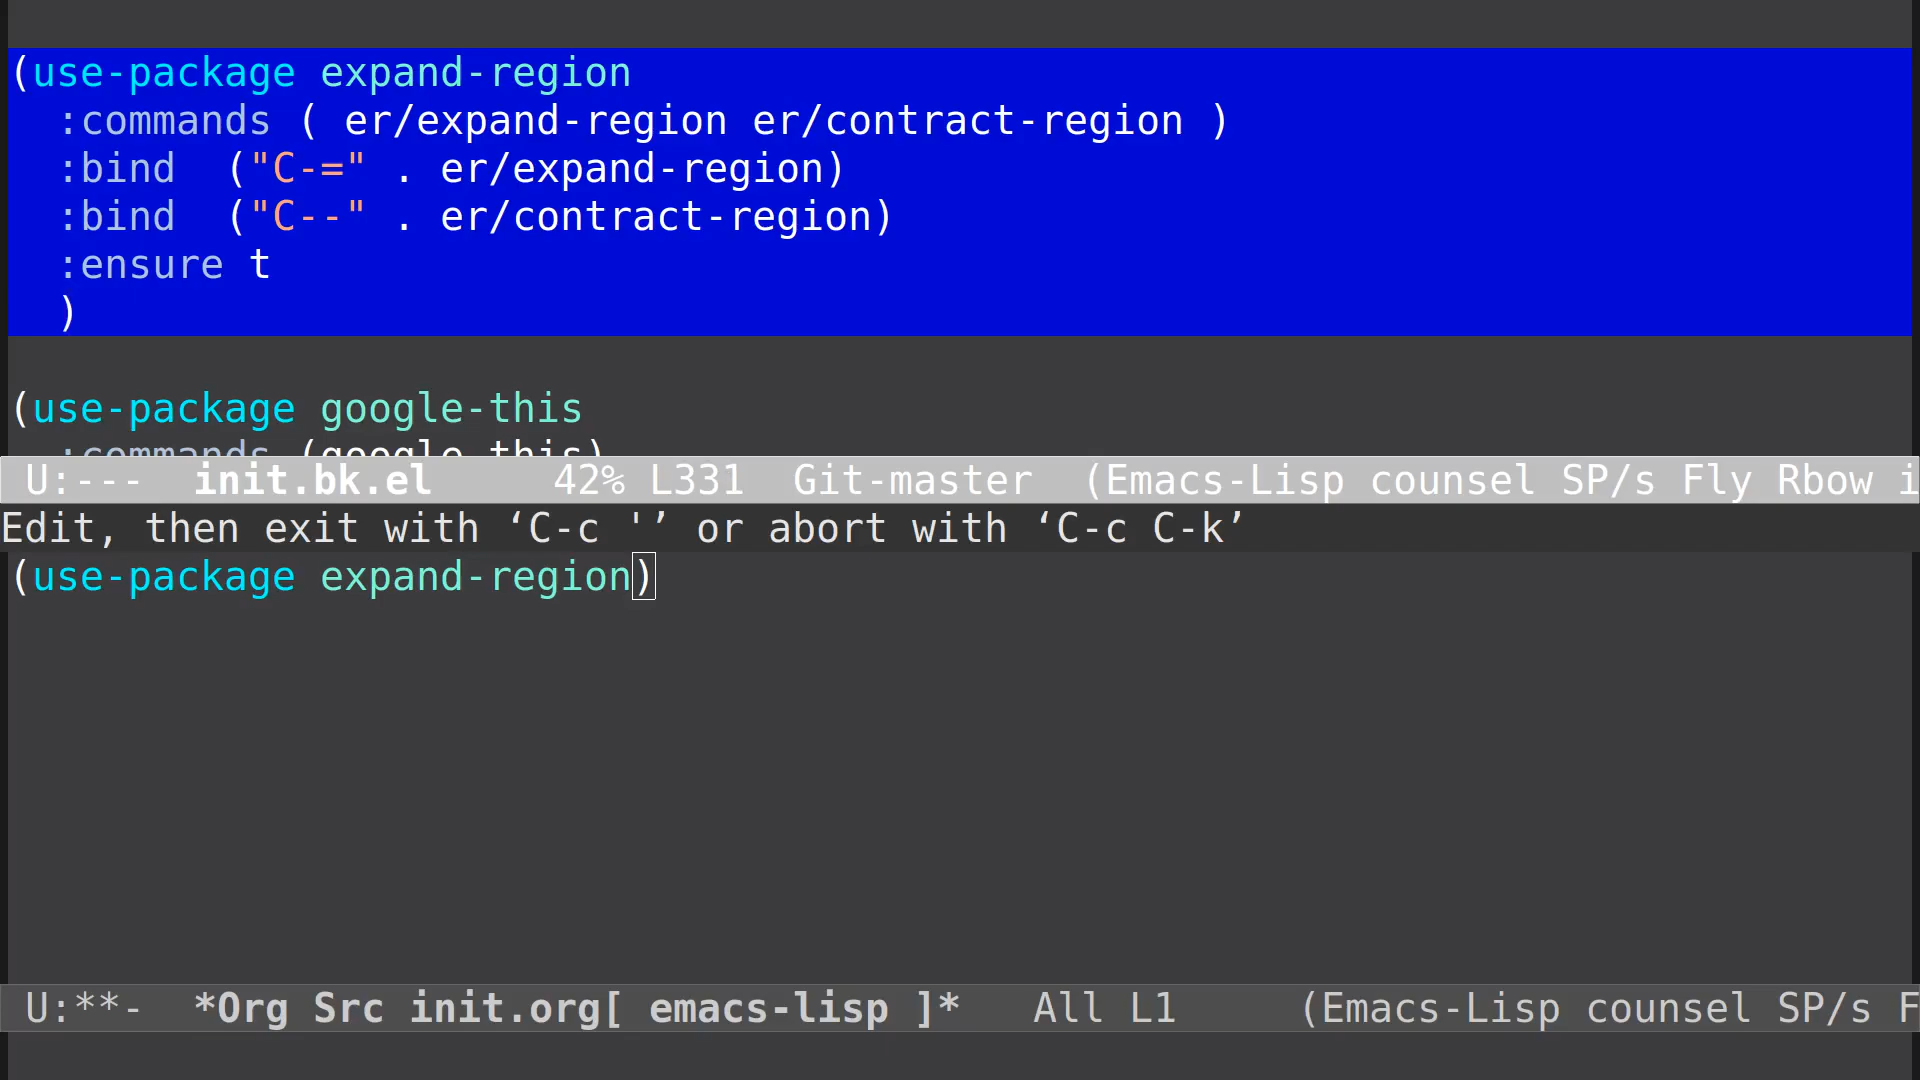 (use-package expand-region
  :commands ( er/expand-region er/contract-region )
  :bind  ("C-=" . er/expand-region)
  :bind  ("C--" . er/contract-region)
  :ensure t
  )
(use-package google-this
  :commands (google-this)
U:---  init.bk.el     42% L331  Git-master  (Emacs-Lisp counsel SP/s Fly Rbow i
Edit, then exit with ‘C-c '’ or abort with ‘C-c C-k’
(use-package expand-region)
U:**-  *Org Src init.org[ emacs-lisp ]*   All L1     (Emacs-Lisp counsel SP/s F